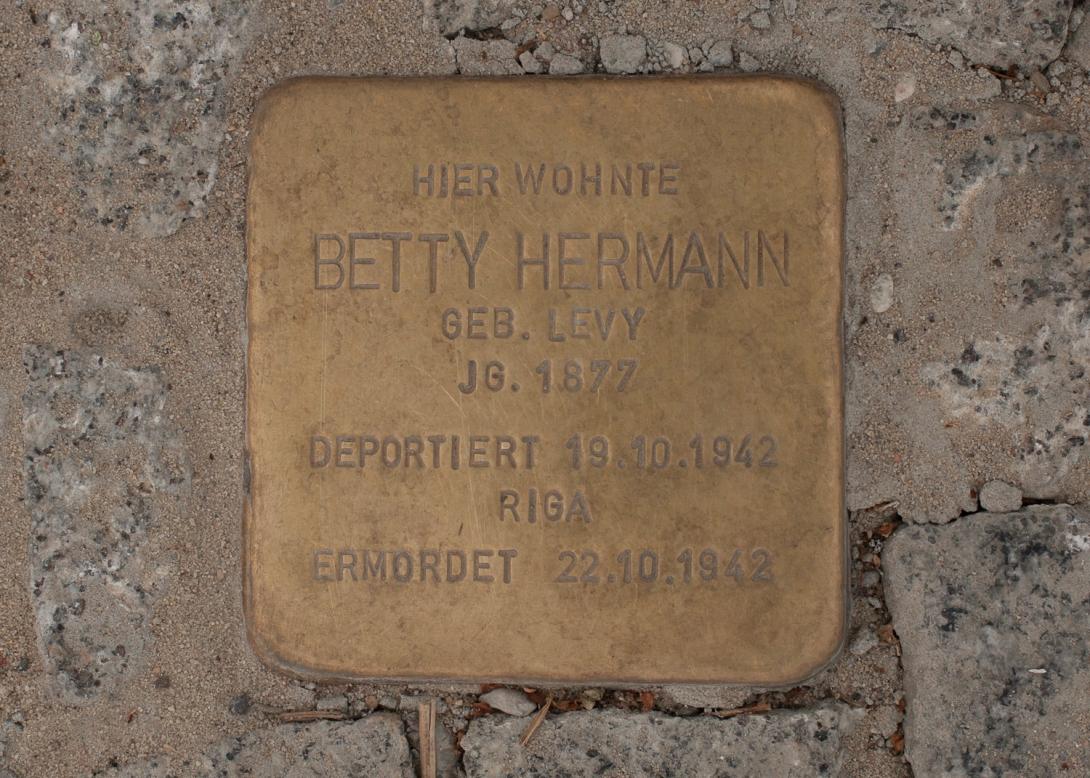 HIER WOHNTE
BETTY HERMANN
GEB. LEVY
JG. 1877
DEPORTIERT 19.10.1942
RIGA
ERMORDET 22.10.1942